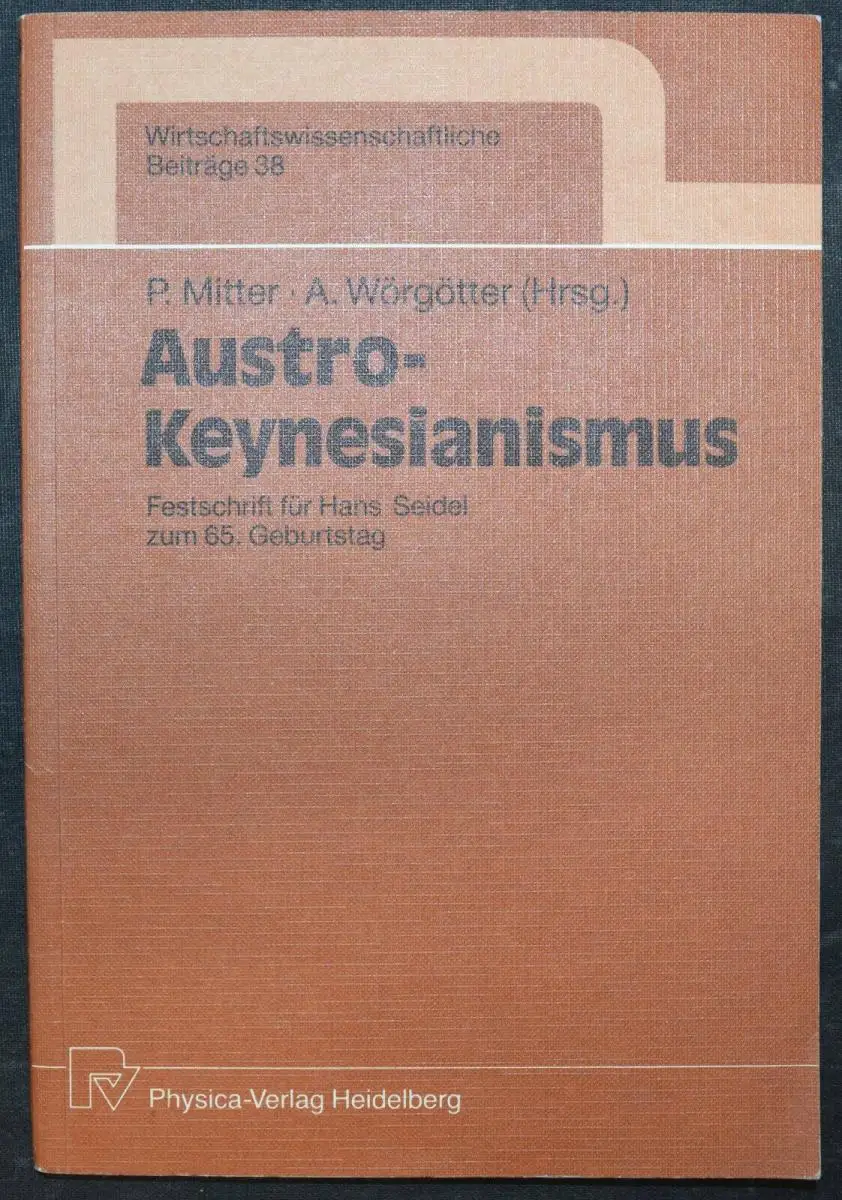 Wirtschaftswissenschaftliche
Beiträge 38
P. Mitter · A. Wörgötter (Hrsg.)
Austro-
Keynesianismus
Festschrift für Hans Seidel
zum 65. Geburtstag
Physica-Verlag Heidelberg